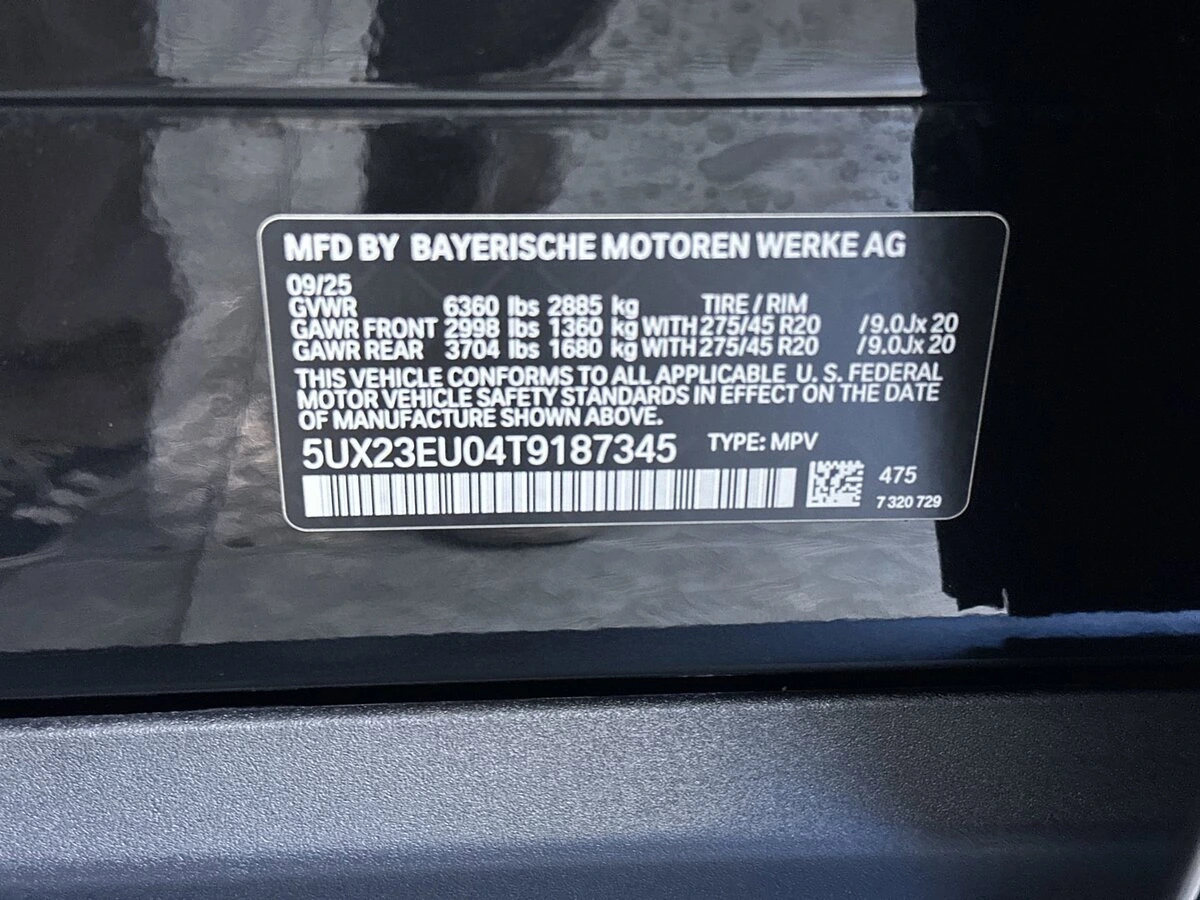 MFD BY BAYERISCHE MOTOREN WERKE AG
09/25
GVWR 6360 lbs 2885 kg TIRE / RIM
GAWR FRONT 2998 lbs 1360 kg WITH 275/45 R20 /9.0Jx 20
GAWR REAR 3704 lbs 1680 kg WITH 275/45 R20 /9.0Jx 20
THIS VEHICLE CONFORMS TO ALL APPLICABLE U. S. FEDERAL
MOTOR VEHICLE SAFETY STANDARDS IN EFFECT ON THE DATE
OF MANUFACTURE SHOWN ABOVE.
5UX23EU04T9187345 TYPE: MPV
475
7 320 729